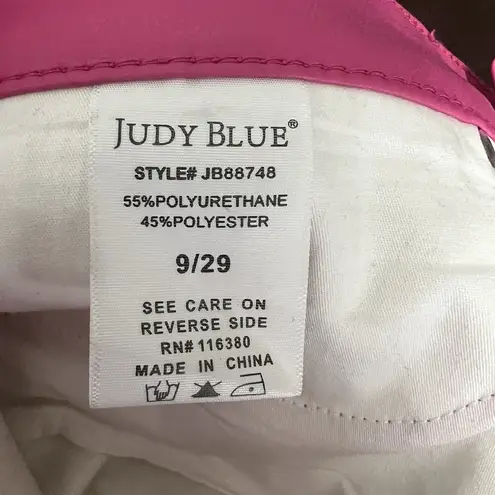 JUDY BLUE®
STYLE# JB88748
55%POLYURETHANE
45%POLYESTER
9/29
SEE CARE ON
REVERSE SIDE
RN# 116380
MADE IN CHINA